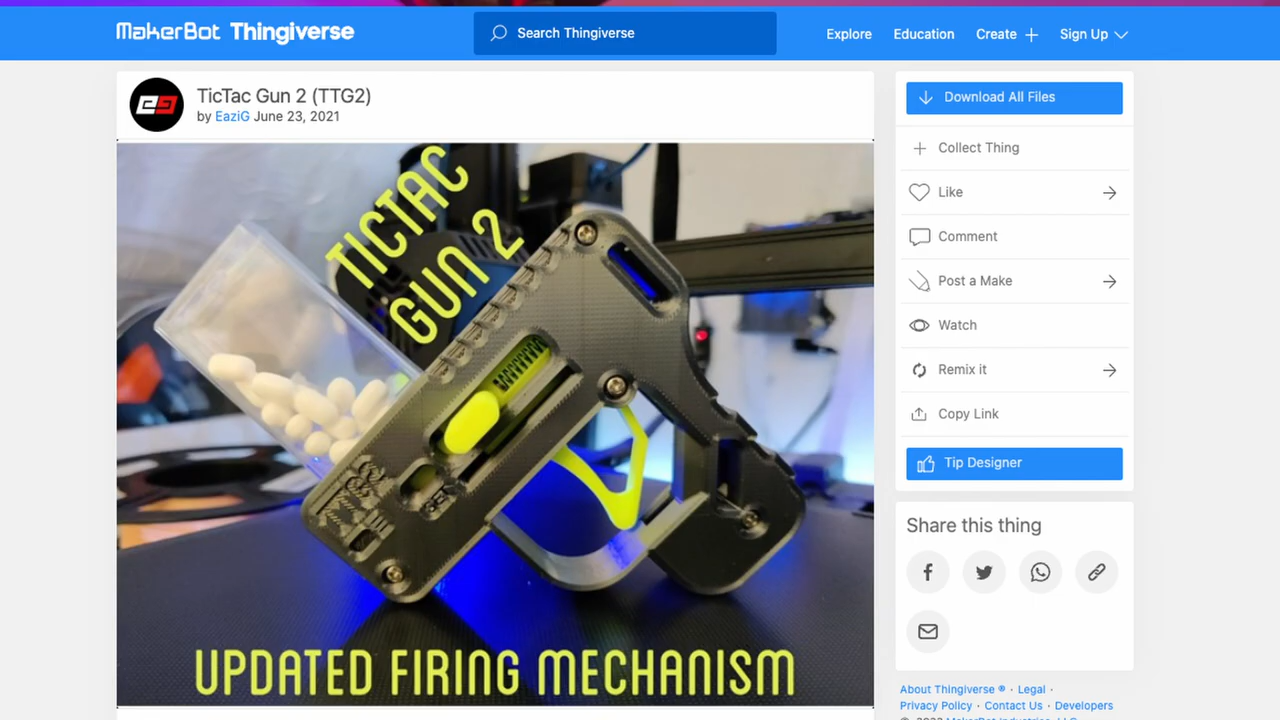 MakerBot Thingiverse
Search Thingiverse
Explore Education Create Sign Up
TicTac Gun 2 (TTG2)
by EaziG June 23, 2021
TICTAC
GUN 2
UPDATED FIRING MECHANISM
Download All Files
Collect Thing
Like
Comment
Post a Make
Watch
Remix it
Copy Link
Tip Designer
Share this thing
About Thingiverse ® · Legal ·
Privacy Policy · Contact Us · Developers